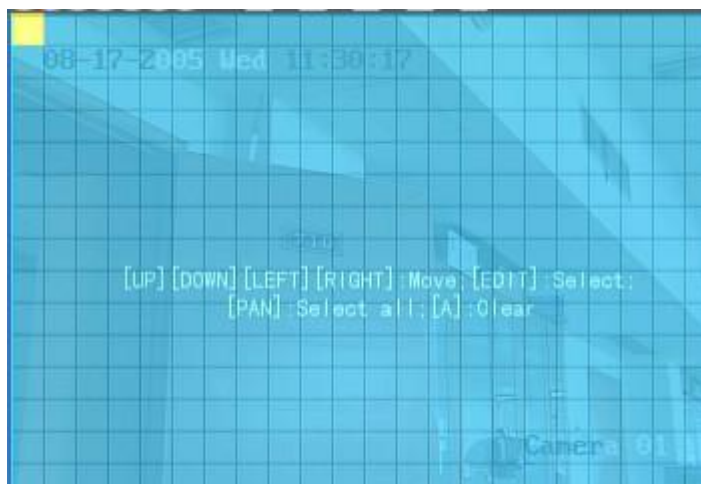 08-17-2005 Wed 11:30:17
[UP][DOWN][LEFT][RIGHT]:Move;[EDIT]:Select;
[PAN]:Select all;[A]:Clear
Camera 01